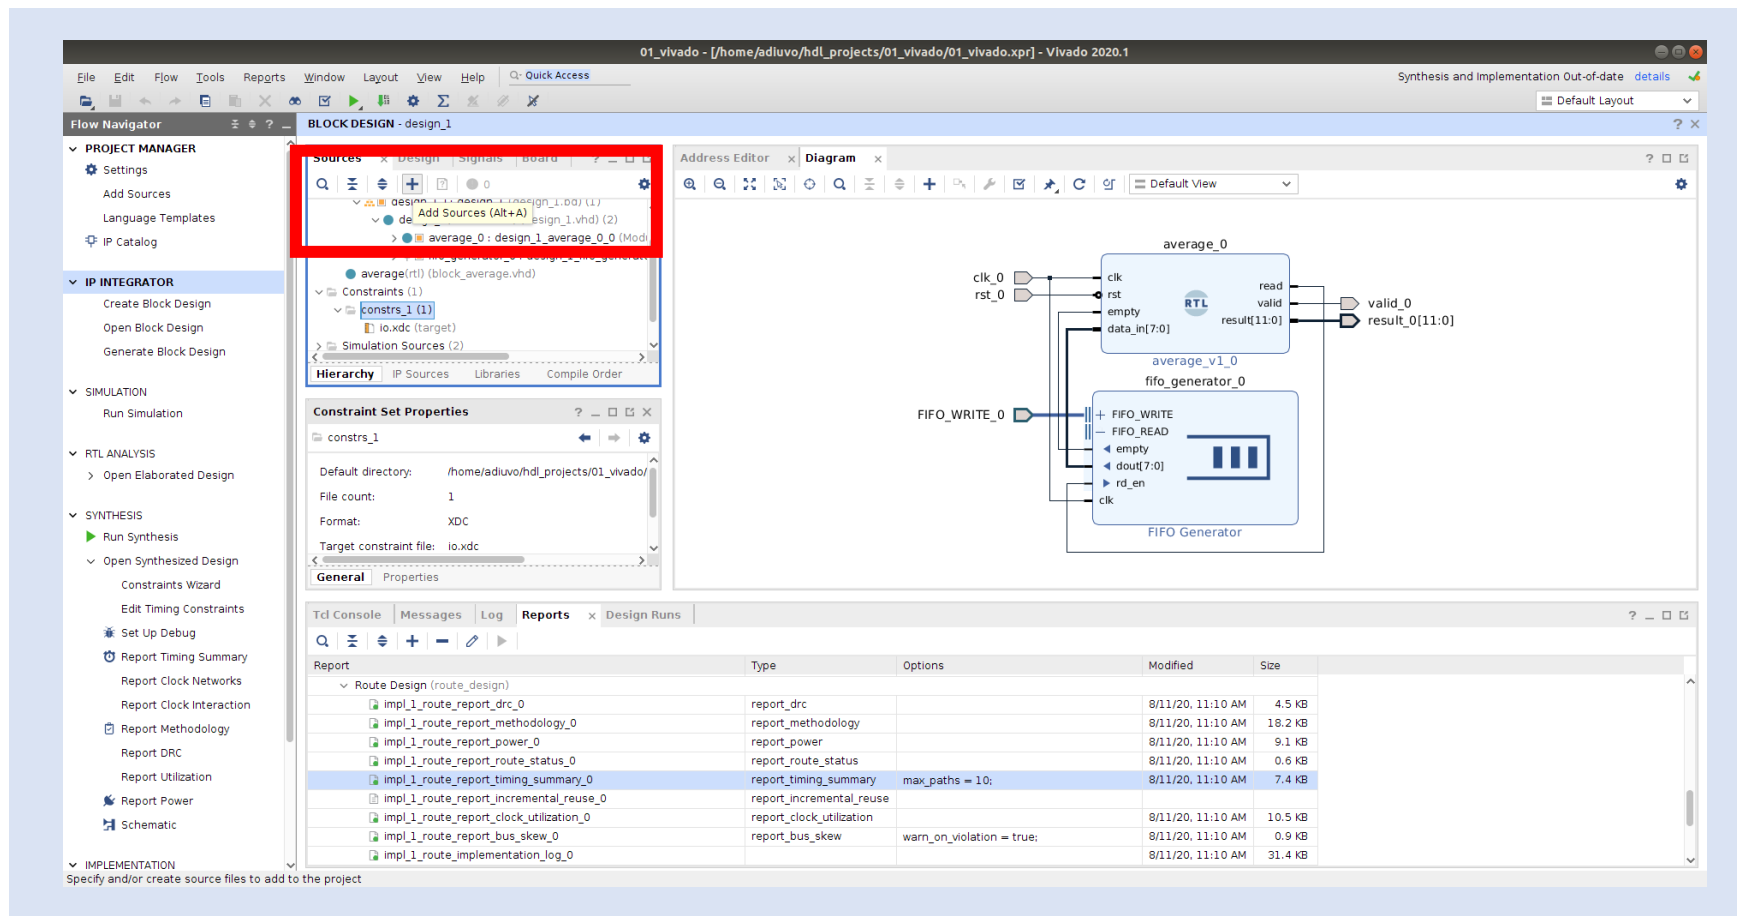 01_vivado - [/home/adiuvo/hdl_projects/01_vivado/01_vivado.xpr] - Vivado 2020.1
File Edit Flow Tools Reports Window Layout View Help Quick Access
Synthesis and Implementation Out-of-date details
Default Layout
Flow Navigator
BLOCK DESIGN - design_1
PROJECT MANAGER
Settings
Add Sources
Language Templates
IP Catalog
IP INTEGRATOR
Create Block Design
Open Block Design
Generate Block Design
SIMULATION
Run Simulation
RTL ANALYSIS
Open Elaborated Design
SYNTHESIS
Run Synthesis
Open Synthesized Design
Constraints Wizard
Edit Timing Constraints
Set Up Debug
Report Timing Summary
Report Clock Networks
Report Clock Interaction
Report Methodology
Report DRC
Report Utilization
Report Power
Schematic
IMPLEMENTATION
Sources Design Signals Board
0
design_1_1 : design_1 (design_1.bd) (1)
Add Sources (Alt+A)
(2)
average_0 : design_1_average_0_0 (Modu
average(rtl) (block_average.vhd)
Constraints (1)
constrs_1 (1)
io.xdc (target)
Simulation Sources (2)
Hierarchy IP Sources Libraries Compile Order
Constraint Set Properties
constrs_1
Default directory: /home/adiuvo/hdl_projects/01_vivado/
File count: 1
Format: XDC
Target constraint file: io.xdc
General Properties
Address Editor Diagram
Default View
average_0
clk_0
rst_0
clk
rst
empty
data_in[7:0]
RTL
read
valid
result[11:0]
valid_0
result_0[11:0]
average_v1_0
fifo_generator_0
FIFO_WRITE_0
FIFO_WRITE
FIFO_READ
empty
dout[7:0]
rd_en
clk
FIFO Generator
Tcl Console Messages Log Reports Design Runs
Report Type Options Modified Size
Route Design (route_design)
impl_1_route_report_drc_0 report_drc 8/11/20, 11:10 AM 4.5 KB
impl_1_route_report_methodology_0 report_methodology 8/11/20, 11:10 AM 18.2 KB
impl_1_route_report_power_0 report_power 8/11/20, 11:10 AM 9.1 KB
impl_1_route_report_route_status_0 report_route_status 8/11/20, 11:10 AM 0.6 KB
impl_1_route_report_timing_summary_0 report_timing_summary max_paths = 10; 8/11/20, 11:10 AM 7.4 KB
impl_1_route_report_incremental_reuse_0 report_incremental_reuse
impl_1_route_report_clock_utilization_0 report_clock_utilization 8/11/20, 11:10 AM 10.5 KB
impl_1_route_report_bus_skew_0 report_bus_skew warn_on_violation = true; 8/11/20, 11:10 AM 0.9 KB
impl_1_route_implementation_log_0 8/11/20, 11:10 AM 31.4 KB
Specify and/or create source files to add to the project